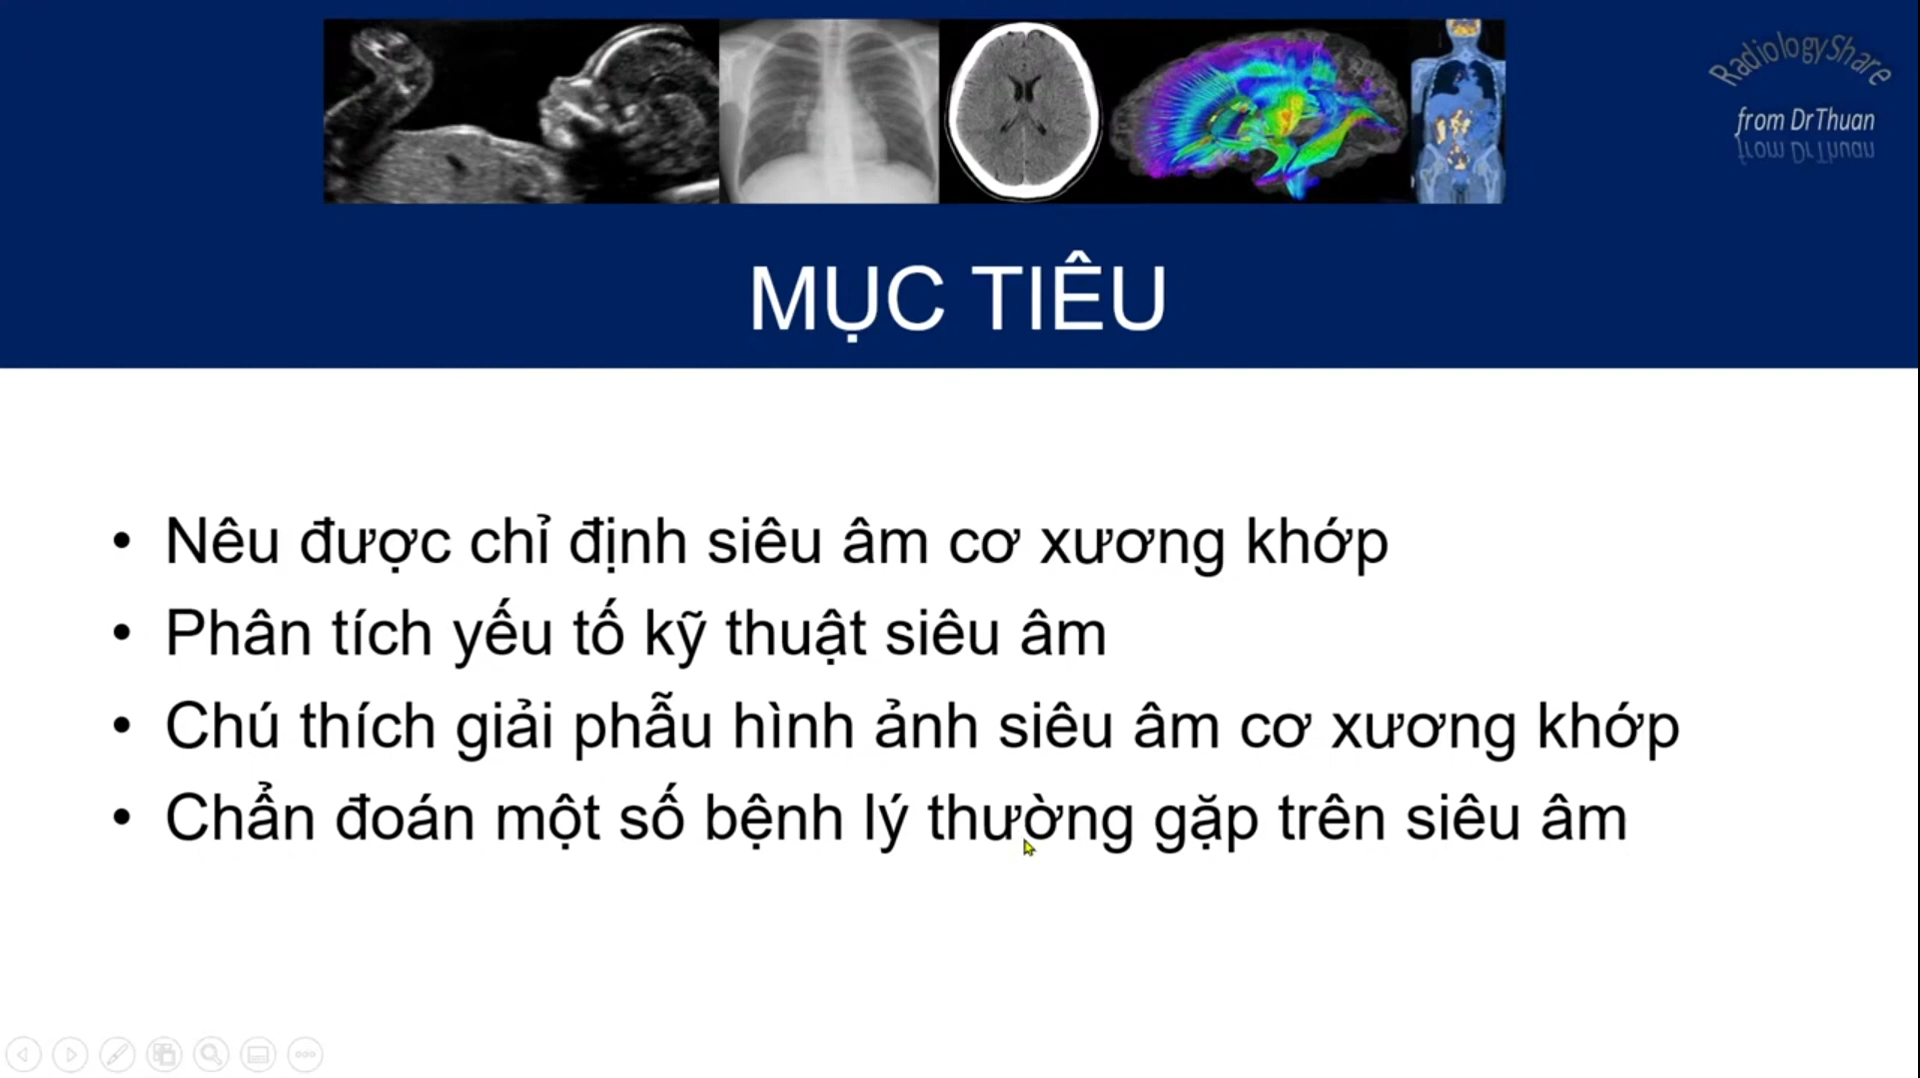 RadiologyShare
from DrThuan
MỤC TIÊU
• Nêu được chỉ định siêu âm cơ xương khớp
• Phân tích yếu tố kỹ thuật siêu âm
• Chú thích giải phẫu hình ảnh siêu âm cơ xương khớp
• Chẩn đoán một số bệnh lý thường gặp trên siêu âm